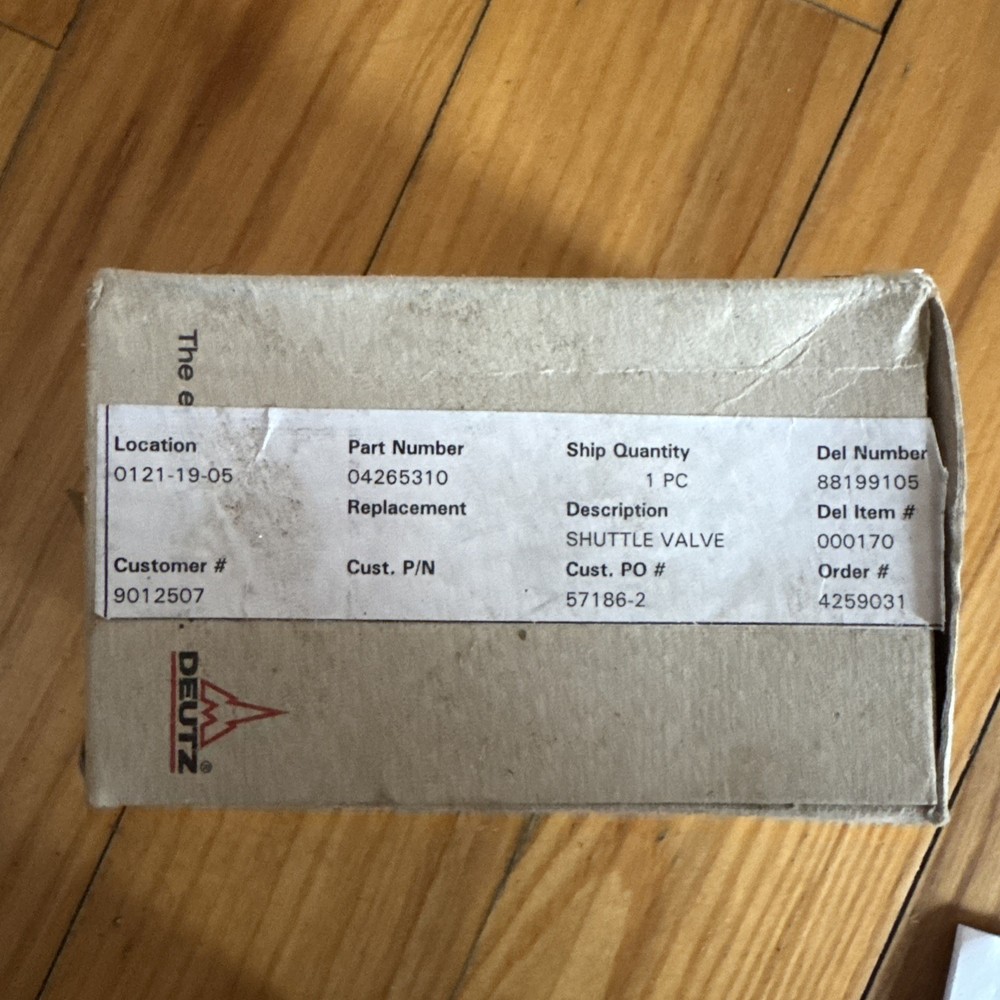 The e
Location Part Number Ship Quantity Del Number
0121-19-05 04265310 1 PC 88199105
Replacement Description Del Item #
SHUTTLE VALVE 000170
Customer # Cust. P/N Cust. PO # Order #
9012507 57186-2 4259031
DEUTZ®